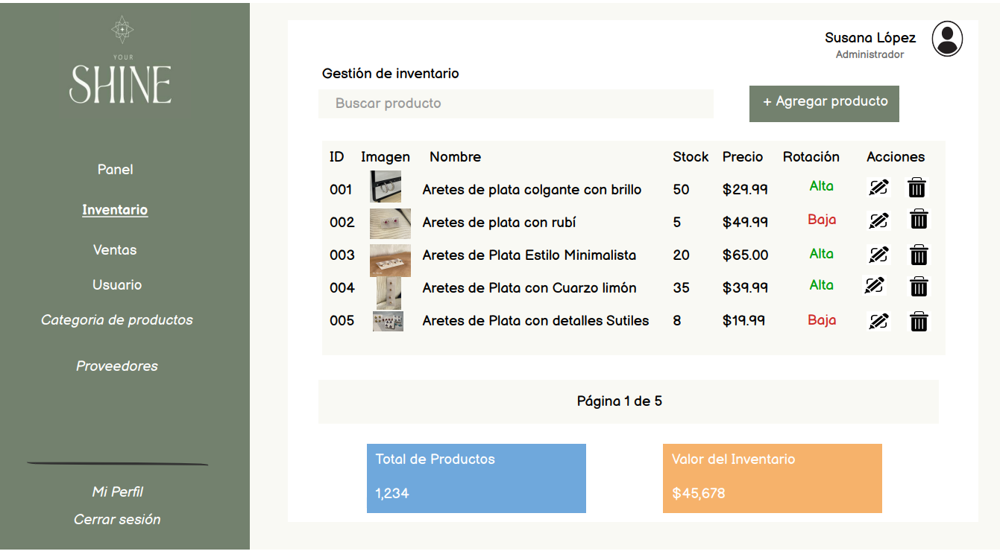 YOUR
SHINE
Panel
Inventario
Ventas
Usuario
Categoria de productos
Proveedores
Mi Perfil
Cerrar sesión
Susana López
Administrador
Gestión de inventario
Buscar producto
+ Agregar producto
ID Imagen Nombre Stock Precio Rotación Acciones
001 Aretes de plata colgante con brillo 50 $29.99 Alta
002 Aretes de plata con rubí 5 $49.99 Baja
003 Aretes de Plata Estilo Minimalista 20 $65.00 Alta
004 Aretes de Plata con Cuarzo limón 35 $39.99 Alta
005 Aretes de Plata con detalles Sutiles 8 $19.99 Baja
Página 1 de 5
Total de Productos
1,234
Valor del Inventario
$45,678